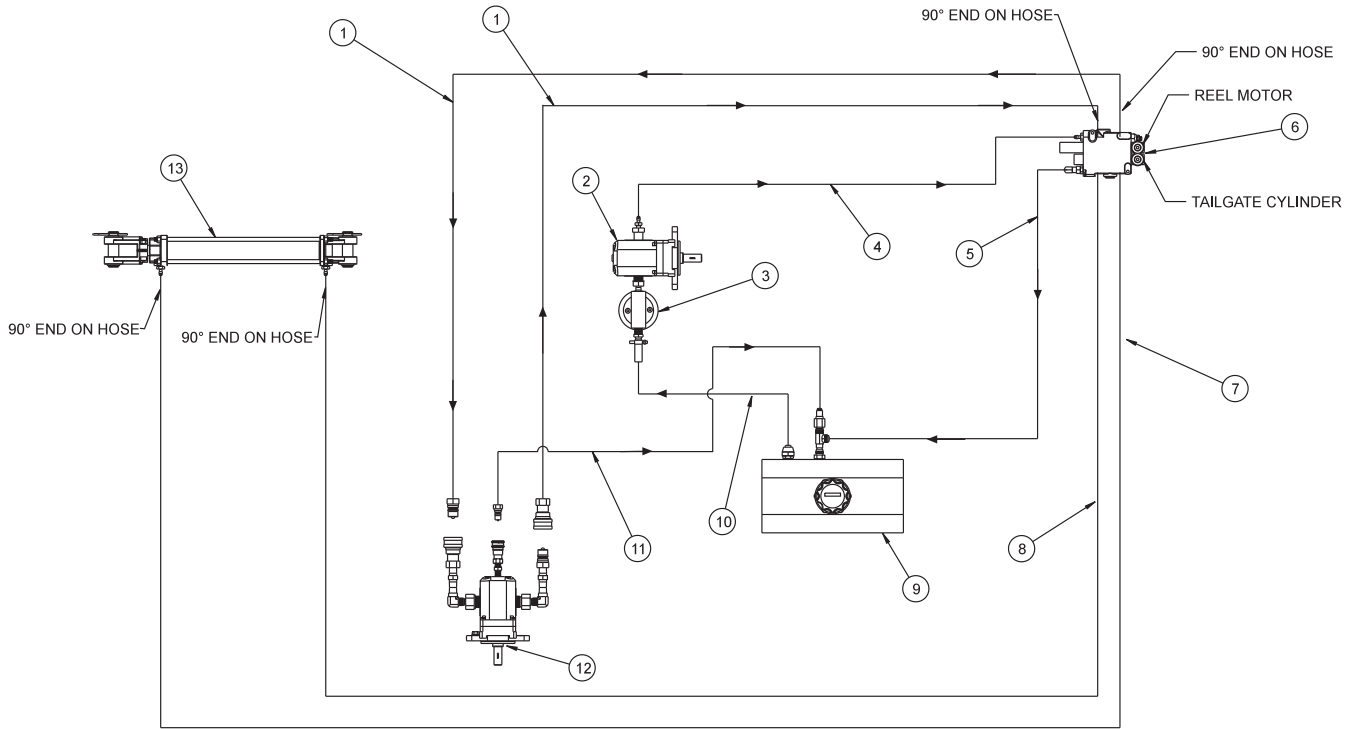 90° END ON HOSE
1
1
90° END ON HOSE
REEL MOTOR
6
13
2
TAILGATE CYLINDER
4
5
3
90° END ON HOSE
90° END ON HOSE
7
10
11
8
9
12